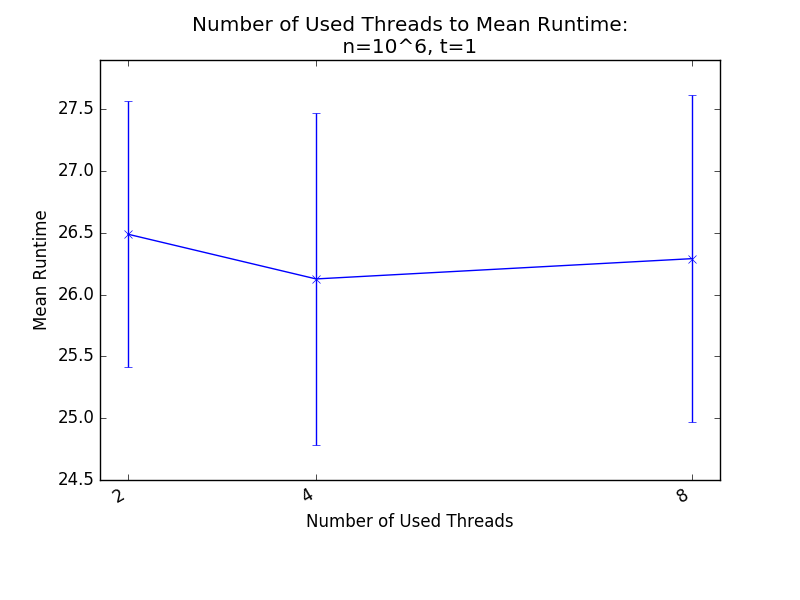 Number of Used Threads to Mean Runtime:
n=10^6, t=1
27.5
27.0
26.5
26.0
25.5
25.0
24.5
Mean Runtime
2
4
8
Number of Used Threads